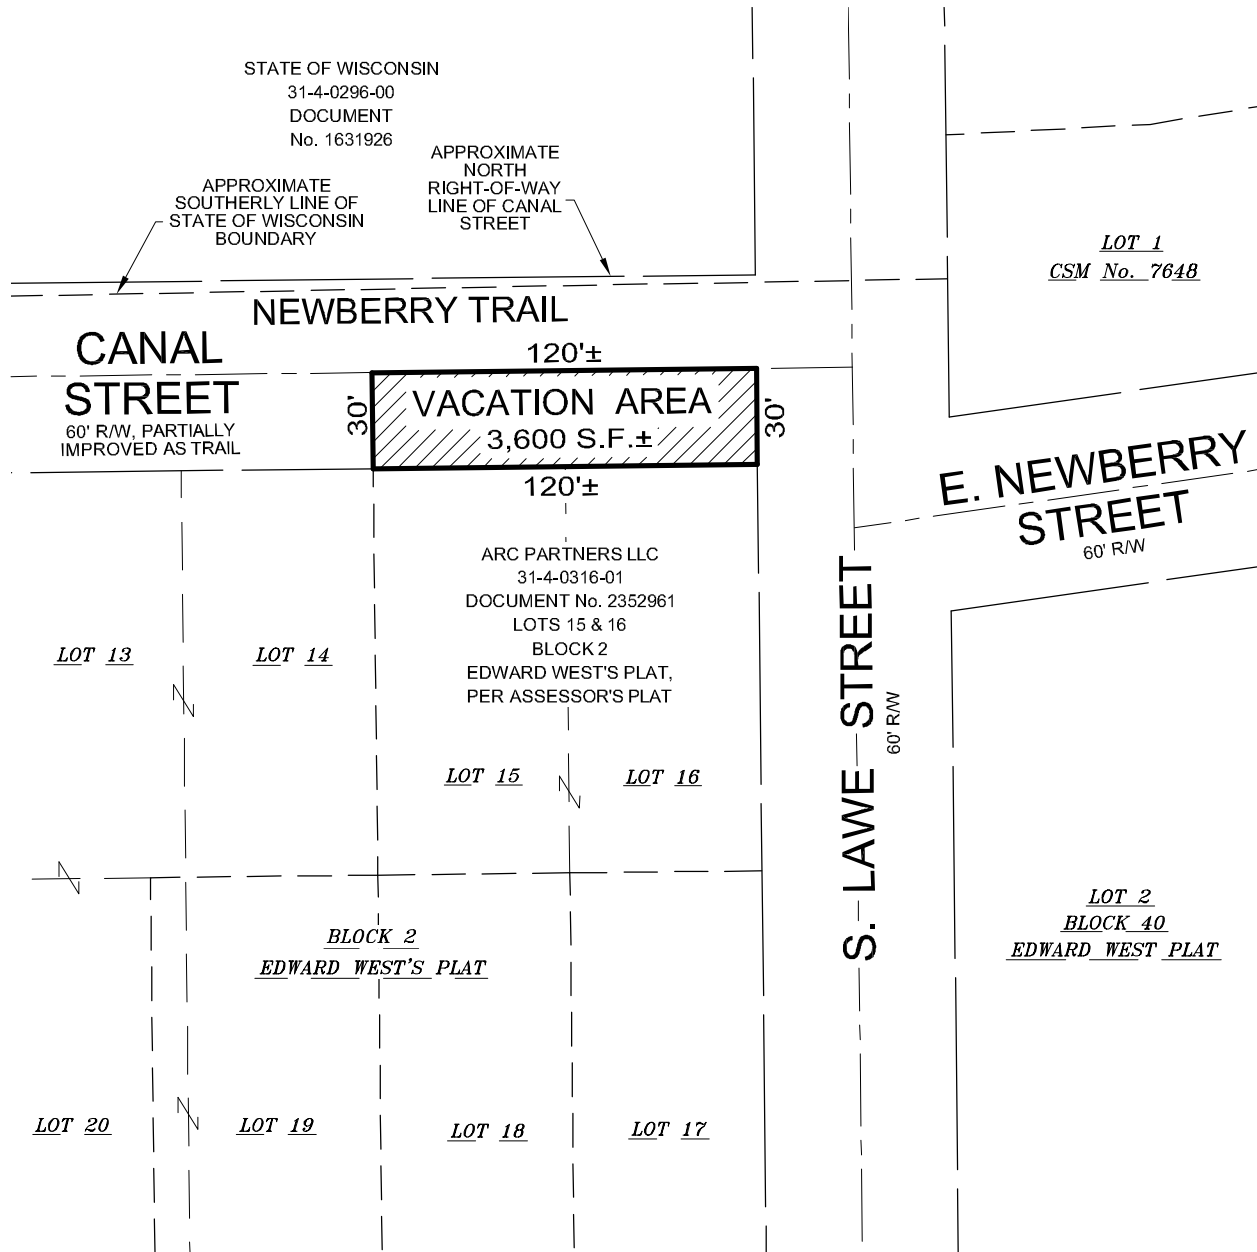 STATE OF WISCONSIN
31-4-0296-00
DOCUMENT
No. 1631926
APPROXIMATE
SOUTHERLY LINE OF
STATE OF WISCONSIN
BOUNDARY
APPROXIMATE
NORTH
RIGHT-OF-WAY
LINE OF CANAL
STREET
LOT 1
CSM No. 7648
NEWBERRY TRAIL
CANAL
STREET
60' R/W, PARTIALLY
IMPROVED AS TRAIL
120'±
30'
VACATION AREA
3,600 S.F.±
30'
120'±
E. NEWBERRY
STREET
60' R/W
ARC PARTNERS LLC
31-4-0316-01
DOCUMENT No. 2352961
LOTS 15 & 16
BLOCK 2
EDWARD WEST'S PLAT,
PER ASSESSOR'S PLAT
LOT 13
LOT 14
LOT 15
LOT 16
S. LAWE STREET
60' R/W
BLOCK 2
EDWARD WEST'S PLAT
LOT 2
BLOCK 40
EDWARD WEST PLAT
LOT 20
LOT 19
LOT 18
LOT 17